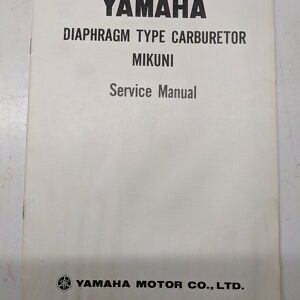 YAMAHA
DIAPHRAGM TYPE CARBURETOR
MIKUNI
Service Manual
YAMAHA MOTOR CO., LTD.